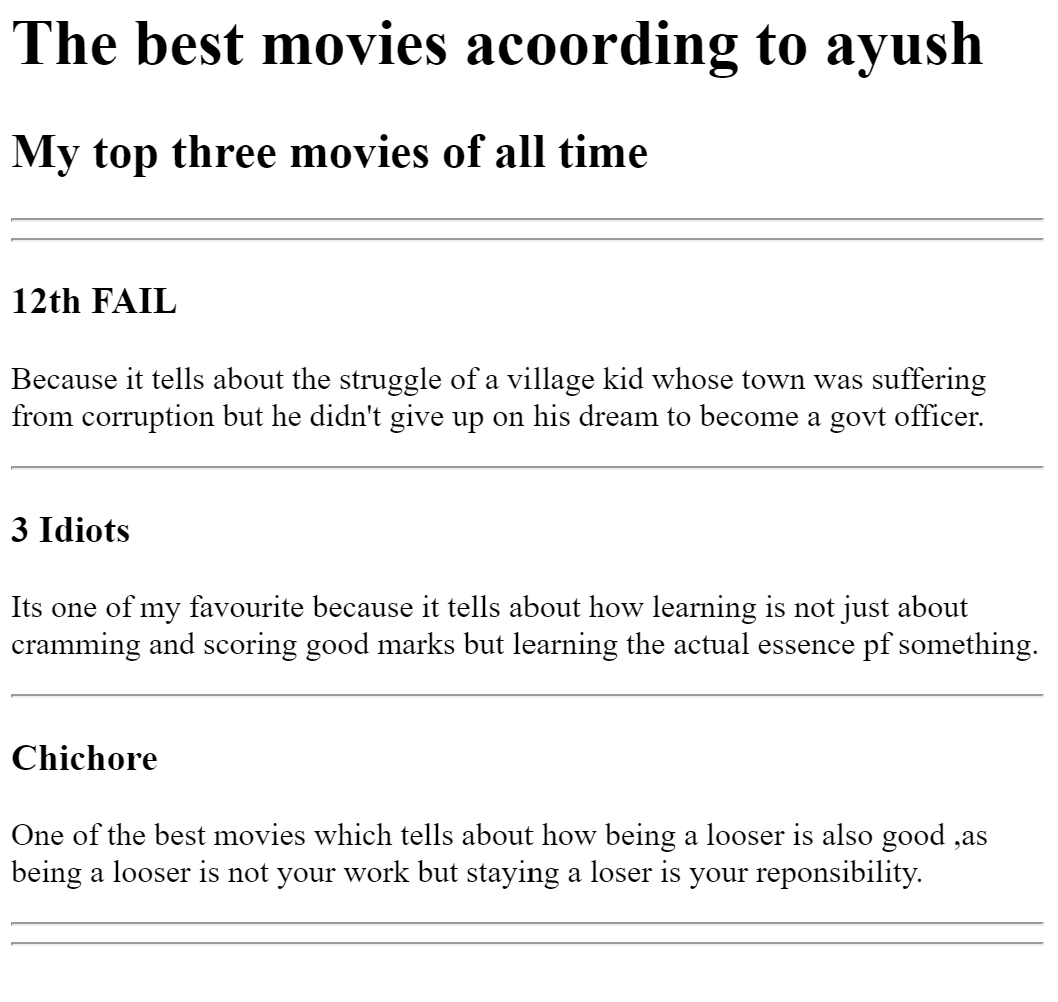 The best movies acoording to ayush
My top three movies of all time
12th FAIL
Because it tells about the struggle of a village kid whose town was suffering
from corruption but he didn't give up on his dream to become a govt officer.
3 Idiots
Its one of my favourite because it tells about how learning is not just about
cramming and scoring good marks but learning the actual essence pf something.
Chichore
One of the best movies which tells about how being a looser is also good ,as
being a looser is not your work but staying a loser is your reponsibility.